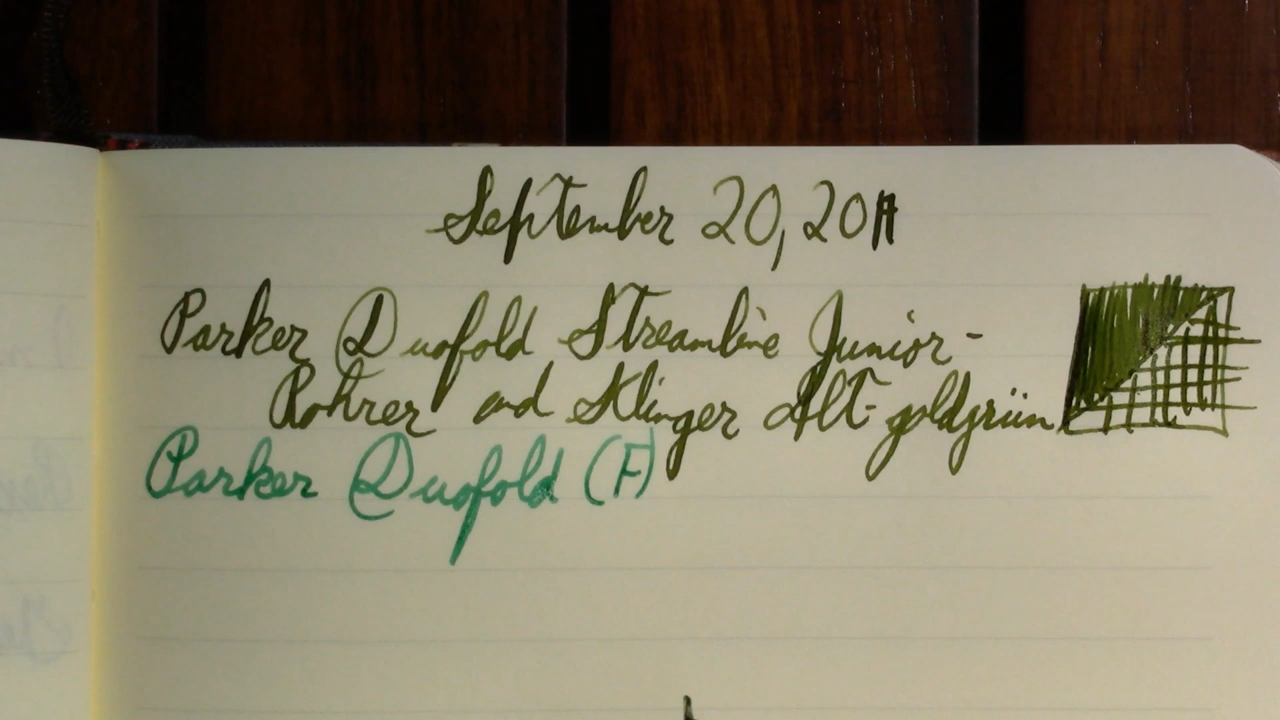 September 20, 2011
Parker Duofold Streamline Junior -
Rohrer and Klinger Alt-goldgrün
Parker Duofold (F)